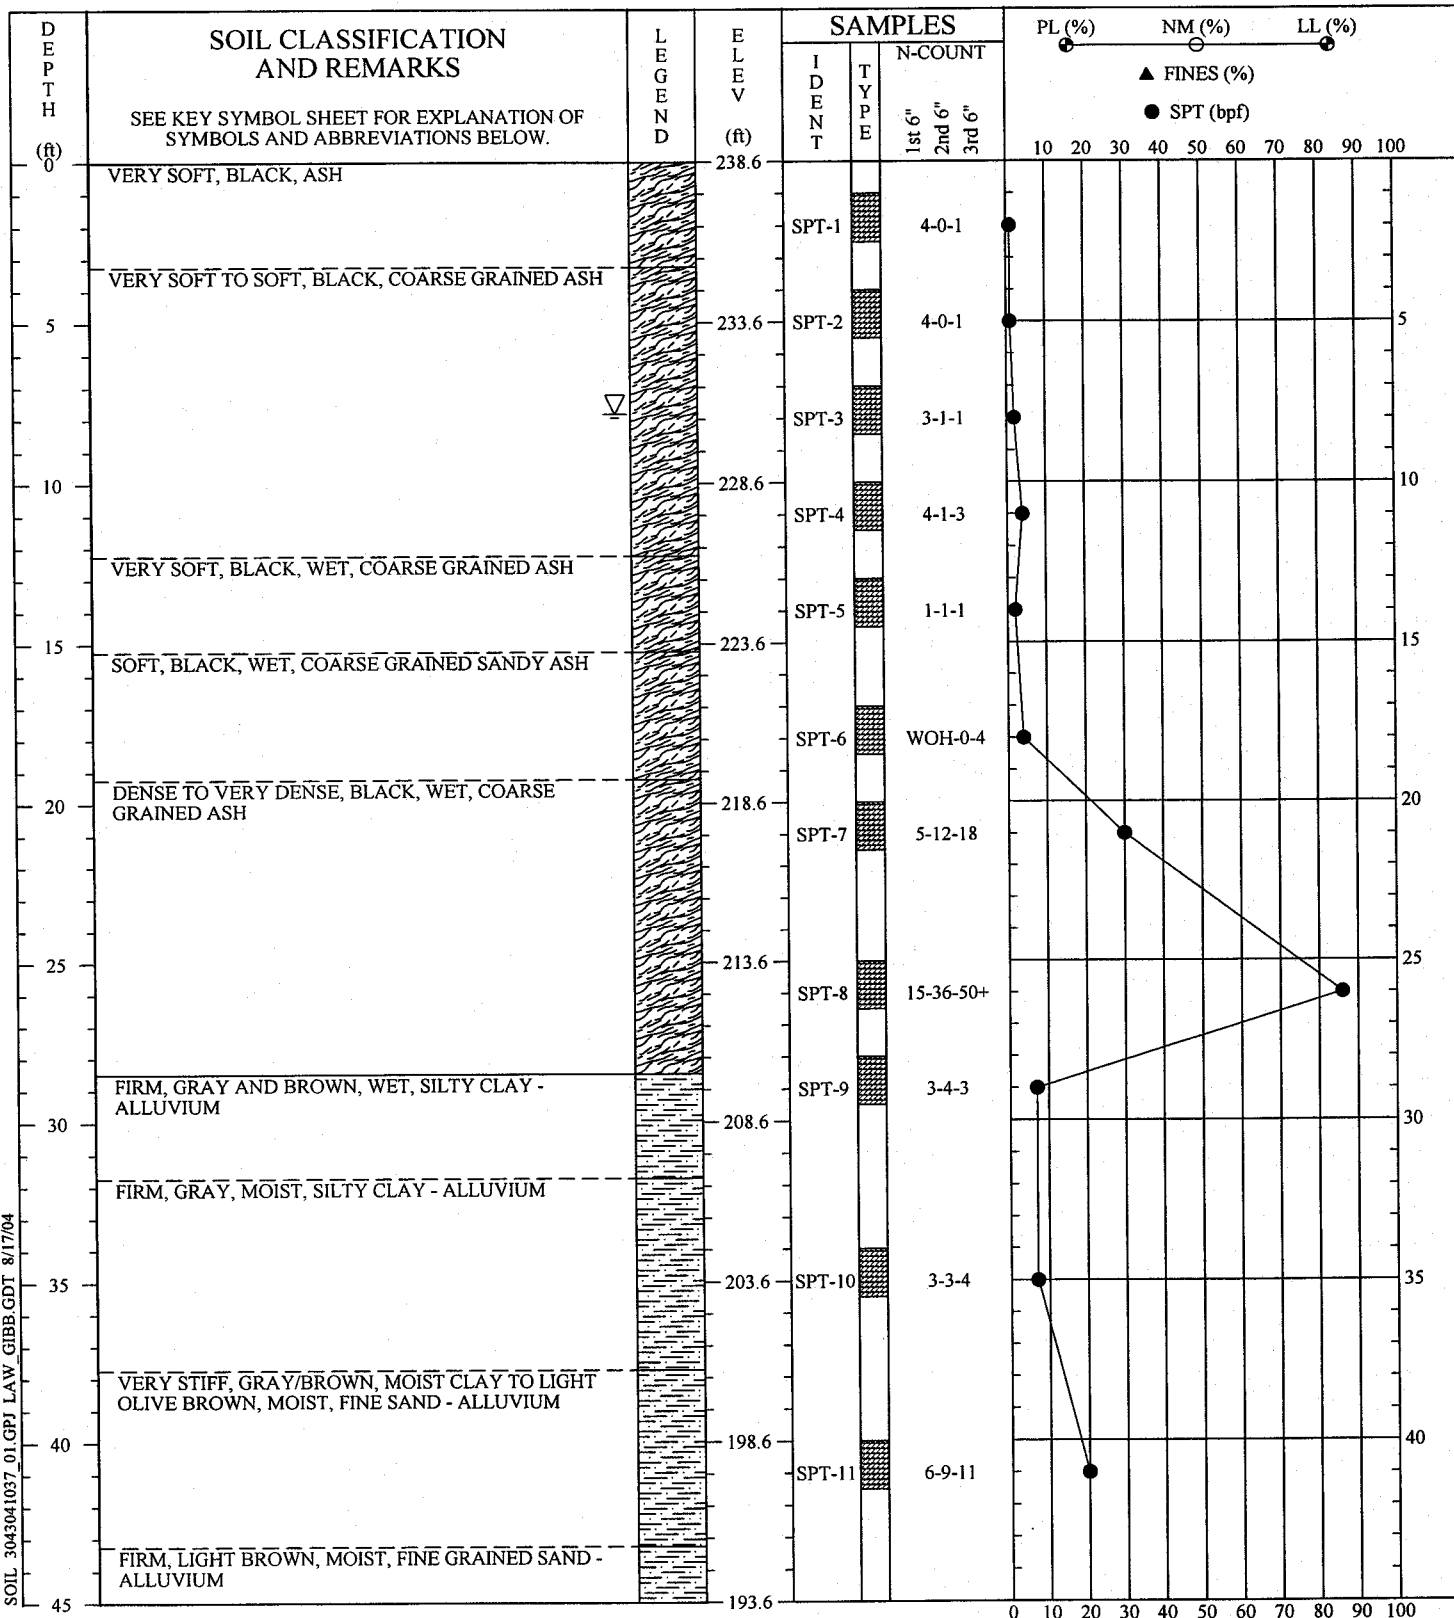 DEPTH (ft)
SOIL CLASSIFICATION
AND REMARKS
SEE KEY SYMBOL SHEET FOR EXPLANATION OF
SYMBOLS AND ABBREVIATIONS BELOW.
LEGEND
ELEV (ft)
SAMPLES
IDENT
TYPE
N-COUNT
1st 6"
2nd 6"
3rd 6"
PL (%) NM (%) LL (%)
▲ FINES (%)
● SPT (bpf)
10 20 30 40 50 60 70 80 90 100
0 238.6
VERY SOFT, BLACK, ASH
SPT-1 4-0-1
VERY SOFT TO SOFT, BLACK, COARSE GRAINED ASH
5 233.6 SPT-2 4-0-1 5
SPT-3 3-1-1
10 228.6 10
SPT-4 4-1-3
VERY SOFT, BLACK, WET, COARSE GRAINED ASH
SPT-5 1-1-1
15 223.6 15
SOFT, BLACK, WET, COARSE GRAINED SANDY ASH
SPT-6 WOH-0-4
DENSE TO VERY DENSE, BLACK, WET, COARSE
GRAINED ASH
20 218.6 20
SPT-7 5-12-18
25 213.6 25
SPT-8 15-36-50+
FIRM, GRAY AND BROWN, WET, SILTY CLAY -
ALLUVIUM
SPT-9 3-4-3
30 208.6 30
FIRM, GRAY, MOIST, SILTY CLAY - ALLUVIUM
35 203.6 SPT-10 3-3-4 35
VERY STIFF, GRAY/BROWN, MOIST CLAY TO LIGHT
OLIVE BROWN, MOIST, FINE SAND - ALLUVIUM
40 198.6 40
SPT-11 6-9-11
FIRM, LIGHT BROWN, MOIST, FINE GRAINED SAND -
ALLUVIUM
45 193.6
0 10 20 30 40 50 60 70 80 90 100
SOIL 3043041037_01.GPJ LAW_GIBB.GDT 8/17/04